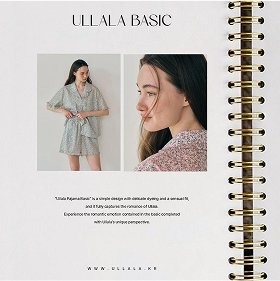 ULLALA BASIC
"Ullala Pajama Basic" is a simple design with delicate dyeing and a sensual fit,
and it fully captures the romance of Ullala.
Experience the romantic emotion contained in the basic completed
with Ullala's unique perspective.
WWW.ULLALA.KR